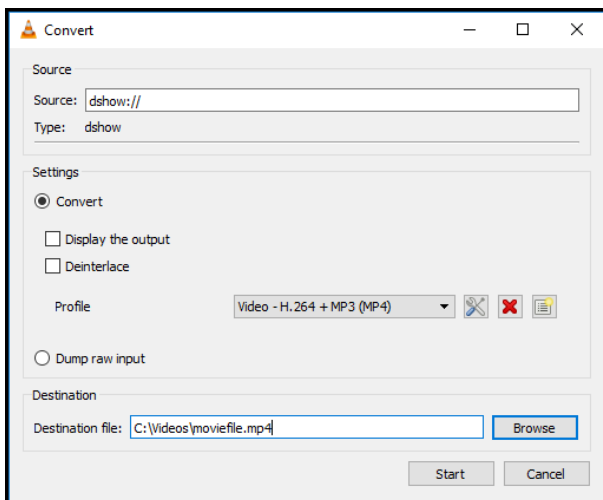 Convert
Source
Source: dshow://
Type: dshow
Settings
Convert
Display the output
Deinterlace
Profile Video - H.264 + MP3 (MP4)
Dump raw input
Destination
Destination file: C:\Videos\moviefile.mp4 Browse
Start Cancel